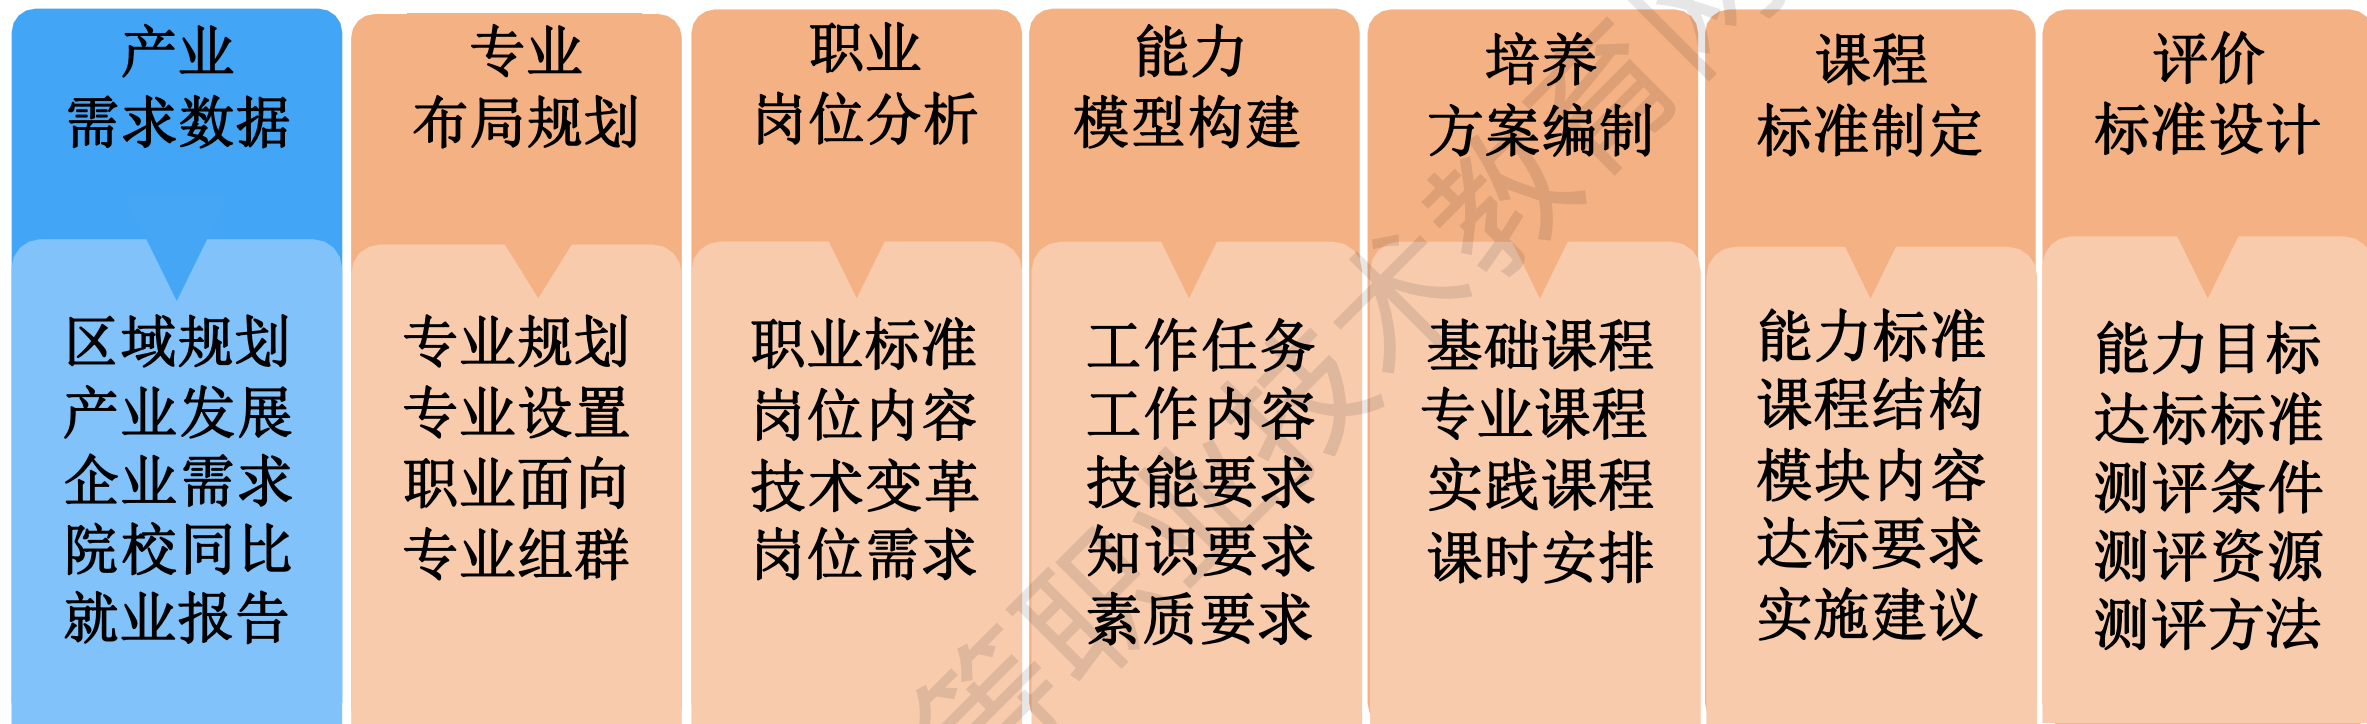 产业
需求数据
区域规划
产业发展
企业需求
院校同比
就业报告
专业
布局规划
专业规划
专业设置
职业面向
专业组群
职业
岗位分析
职业标准
岗位内容
技术变革
岗位需求
能力
模型构建
工作任务
工作内容
技能要求
知识要求
素质要求
培养
方案编制
基础课程
专业课程
实践课程
课时安排
课程
标准制定
能力标准
课程结构
模块内容
达标要求
实施建议
评价
标准设计
能力目标
达标标准
测评条件
测评资源
测评方法
等职业技术教育网